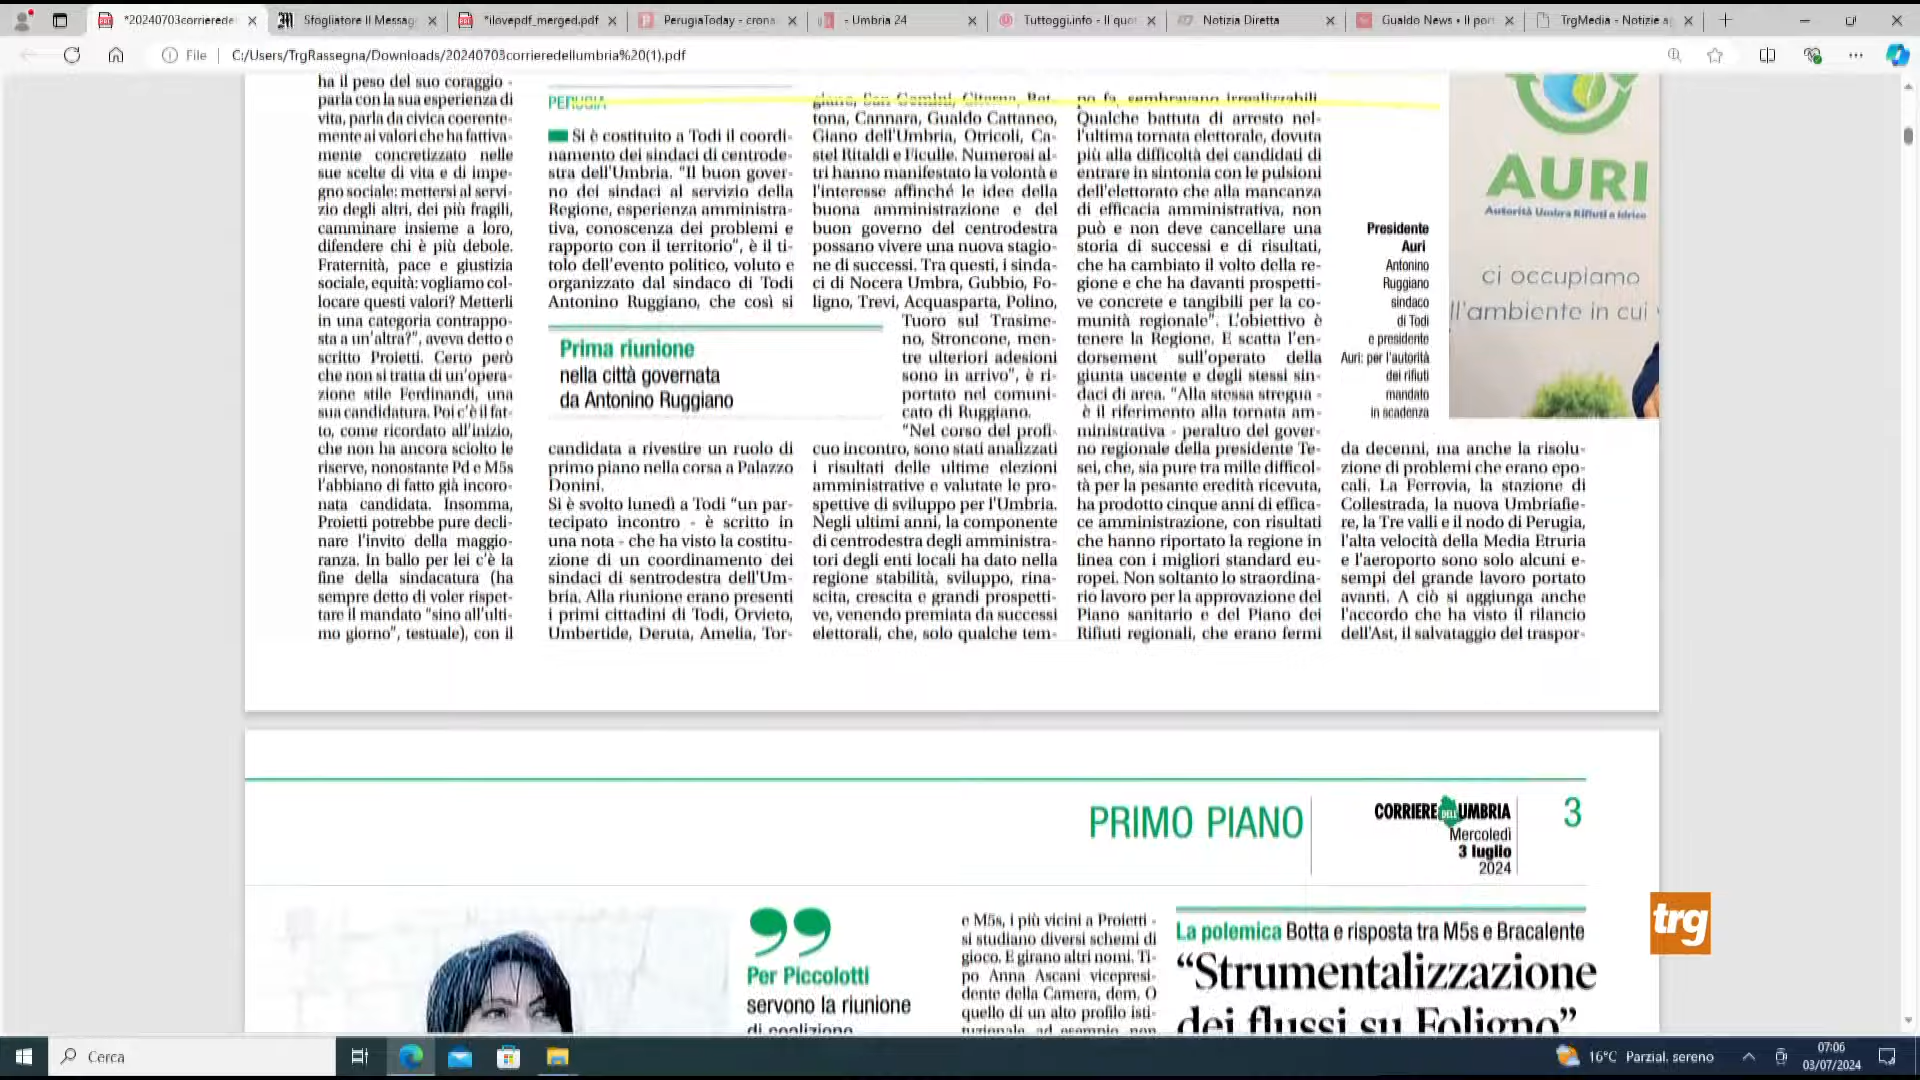 *20240703corrierede
Sfogliatore Il Messag
*ilovepdf_merged.pdf
PerugiaToday - crona
- Umbria 24
Tuttoggi.info - Il quot
Notizia Diretta
Gualdo News • Il port
TrgMedia - Notizie a
File
C:/Users/TrgRassegna/Downloads/20240703corrieredellumbria%20(1).pdf
ha il peso del suo coraggio -
parla con la sua esperienza di
vita, parla da civica coerente-
mente ai valori che ha fattiva-
mente concretizzato nelle
sue scelte di vita e di impe-
gno sociale: mettersi al servi-
zio degli altri, dei più fragili,
camminare insieme a loro,
difendere chi è più debole.
Fraternità, pace e giustizia
sociale, equità: vogliamo col-
locare questi valori? Metterli
in una categoria contrappo-
sta a un'altra?", aveva detto e
scritto Proietti. Certo però
che non si tratta di un'opera-
zione stile Ferdinandi, una
sua candidatura. Poi c'è il fat-
to, come ricordato all'inizio,
che non ha ancora sciolto le
riserve, nonostante Pd e M5s
l'abbiano di fatto già incoro-
nata candidata. Insomma,
Proietti potrebbe pure decli-
nare l'invito della maggio-
ranza. In ballo per lei c'è la
fine della sindacatura (ha
sempre detto di voler rispet-
tare il mandato "sino all'ulti-
mo giorno", testuale), con il
PERUGIA
Si è costituito a Todi il coordi-
namento dei sindaci di centrode-
stra dell'Umbria. "Il buon gover-
no dei sindaci al servizio della
Regione, esperienza amministra-
tiva, conoscenza dei problemi e
rapporto con il territorio", è il ti-
tolo dell'evento politico, voluto e
organizzato dal sindaco di Todi
Antonino Ruggiano, che così si
Prima riunione
nella città governata
da Antonino Ruggiano
candidata a rivestire un ruolo di
primo piano nella corsa a Palazzo
Donini.
Si è svolto lunedì a Todi "un par-
tecipato incontro - è scritto in
una nota - che ha visto la costitu-
zione di un coordinamento dei
sindaci di sentrodestra dell'Um-
bria. Alla riunione erano presenti
i primi cittadini di Todi, Orvieto,
Umbertide, Deruta, Amelia, Tor-
giano, San Gemini, Citerna, Bet-
tona, Cannara, Gualdo Cattaneo,
Giano dell'Umbria, Otricoli, Ca-
stel Ritaldi e Ficulle. Numerosi al-
tri hanno manifestato la volontà e
l'interesse affinché le idee della
buona amministrazione e del
buon governo del centrodestra
possano vivere una nuova stagio-
ne di successi. Tra questi, i sinda-
ci di Nocera Umbra, Gubbio, Fo-
ligno, Trevi, Acquasparta, Polino,
Tuoro sul Trasime-
no, Stroncone, men-
tre ulteriori adesioni
sono in arrivo", è ri-
portato nel comuni-
cato di Ruggiano.
"Nel corso del profi-
cuo incontro, sono stati analizzati
i risultati delle ultime elezioni
amministrative e valutate le pro-
spettive di sviluppo per l'Umbria.
Negli ultimi anni, la componente
di centrodestra degli amministra-
tori degli enti locali ha dato nella
regione stabilità, sviluppo, rina-
scita, crescita e grandi prospetti-
ve, venendo premiata da successi
elettorali, che, solo qualche tem-
po fa, sembravano irrealizzabili.
Qualche battuta di arresto nel-
l'ultima tornata elettorale, dovuta
più alla difficoltà dei candidati di
entrare in sintonia con le pulsioni
dell'elettorato che alla mancanza
di efficacia amministrativa, non
può e non deve cancellare una
storia di successi e di risultati,
che ha cambiato il volto della re-
gione e che ha davanti prospetti-
ve concrete e tangibili per la co-
munità regionale". L'obiettivo è
tenere la Regione. E scatta l'en-
dorsement sull'operato della
giunta uscente e degli stessi sin-
daci di area. "Alla stessa stregua -
è il riferimento alla tornata am-
ministrativa - peraltro del gover-
no regionale della presidente Te-
sei, che, sia pure tra mille difficol-
tà per la pesante eredità ricevuta,
ha prodotto cinque anni di effica-
ce amministrazione, con risultati
che hanno riportato la regione in
linea con i migliori standard eu-
ropei. Non soltanto lo straordina-
rio lavoro per la approvazione del
Piano sanitario e del Piano dei
Rifiuti regionali, che erano fermi
Presidente
Auri
Antonino
Ruggiano
sindaco
di Todi
e presidente
Auri: per l'autorità
dei rifiuti
mandato
in scadenza
AURI
Autorità Umbra Rifiuti e Idrico
ci occupiamo
ll'ambiente in cui
da decenni, ma anche la risolu-
zione di problemi che erano epo-
cali. La Ferrovia, la stazione di
Collestrada, la nuova Umbriafie-
re, la Tre valli e il nodo di Perugia,
l'alta velocità della Media Etruria
e l'aeroporto sono solo alcuni e-
sempi del grande lavoro portato
avanti. A ciò si aggiunga anche
l'accordo che ha visto il rilancio
dell'Ast, il salvataggio del traspor-
PRIMO PIANO
CORRIERE DELL'UMBRIA
Mercoledì
3 luglio
2024
3
Per Piccolotti
servono la riunione
di coalizione
e M5s, i più vicini a Proietti -
si studiano diversi schemi di
gioco. E girano altri nomi. Ti-
po Anna Ascani vicepresi-
dente della Camera, dem. O
quello di un alto profilo isti-
tuzionale, ad esempio, non
La polemica Botta e risposta tra M5s e Bracalente
"Strumentalizzazione
dei flussi su Foligno"
trg
Cerca
16°C Parzial. sereno
07:06
03/07/2024